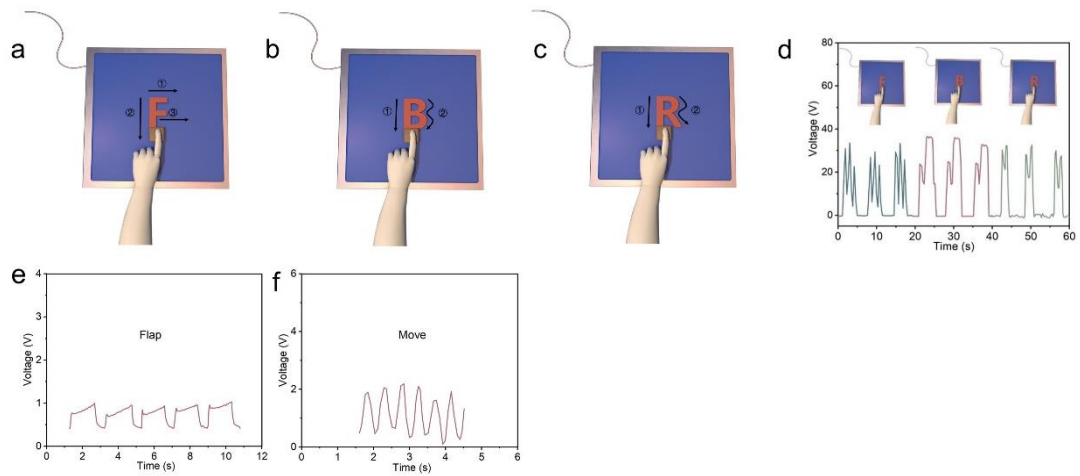 a
①
②
F
③
b
①
②
B
c
①
②
R
d
80
60
40
20
0
Voltage (V)
F
B
R
0 10 20 30 40 50 60
Time (s)
e
4
3
2
1
0
Voltage (V)
Flap
0 2 4 6 8 10 12
Time (s)
f
6
4
2
0
Voltage (V)
Move
0 1 2 3 4 5 6
Time (s)